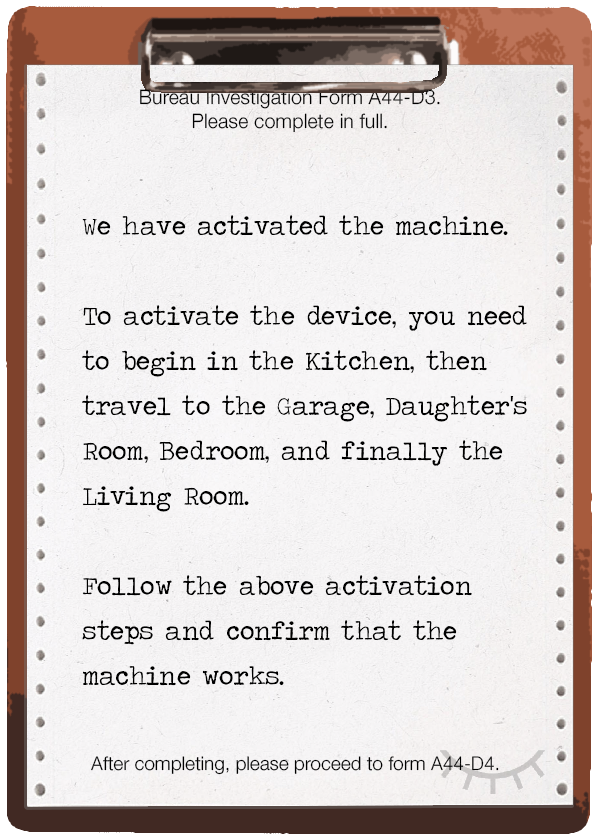 Bureau Investigation Form A44-D3.
Please complete in full.
We have activated the machine.
To activate the device, you need
to begin in the Kitchen, then
travel to the Garage, Daughter's
Room, Bedroom, and finally the
Living Room.
Follow the above activation
steps and confirm that the
machine works.
After completing, please proceed to form A44-D4.